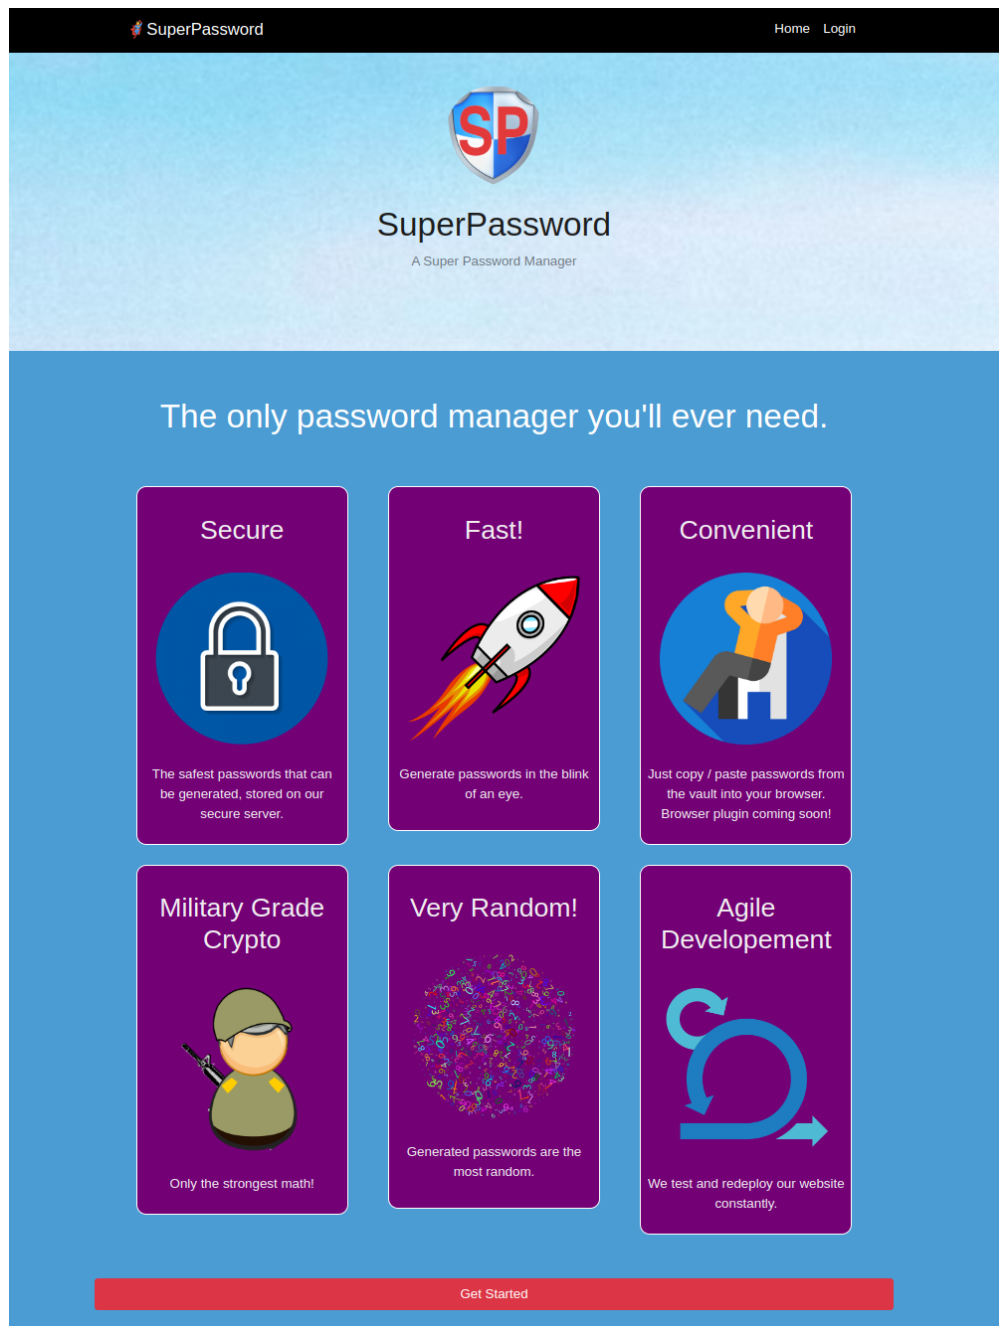 SuperPassword
Home Login
SP
SuperPassword
A Super Password Manager
The only password manager you'll ever need.
Secure
The safest passwords that can
be generated, stored on our
secure server.
Fast!
Generate passwords in the blink
of an eye.
Convenient
Just copy / paste passwords from
the vault into your browser.
Browser plugin coming soon!
Military Grade
Crypto
Only the strongest math!
Very Random!
Generated passwords are the
most random.
Agile
Developement
We test and redeploy our website
constantly.
Get Started